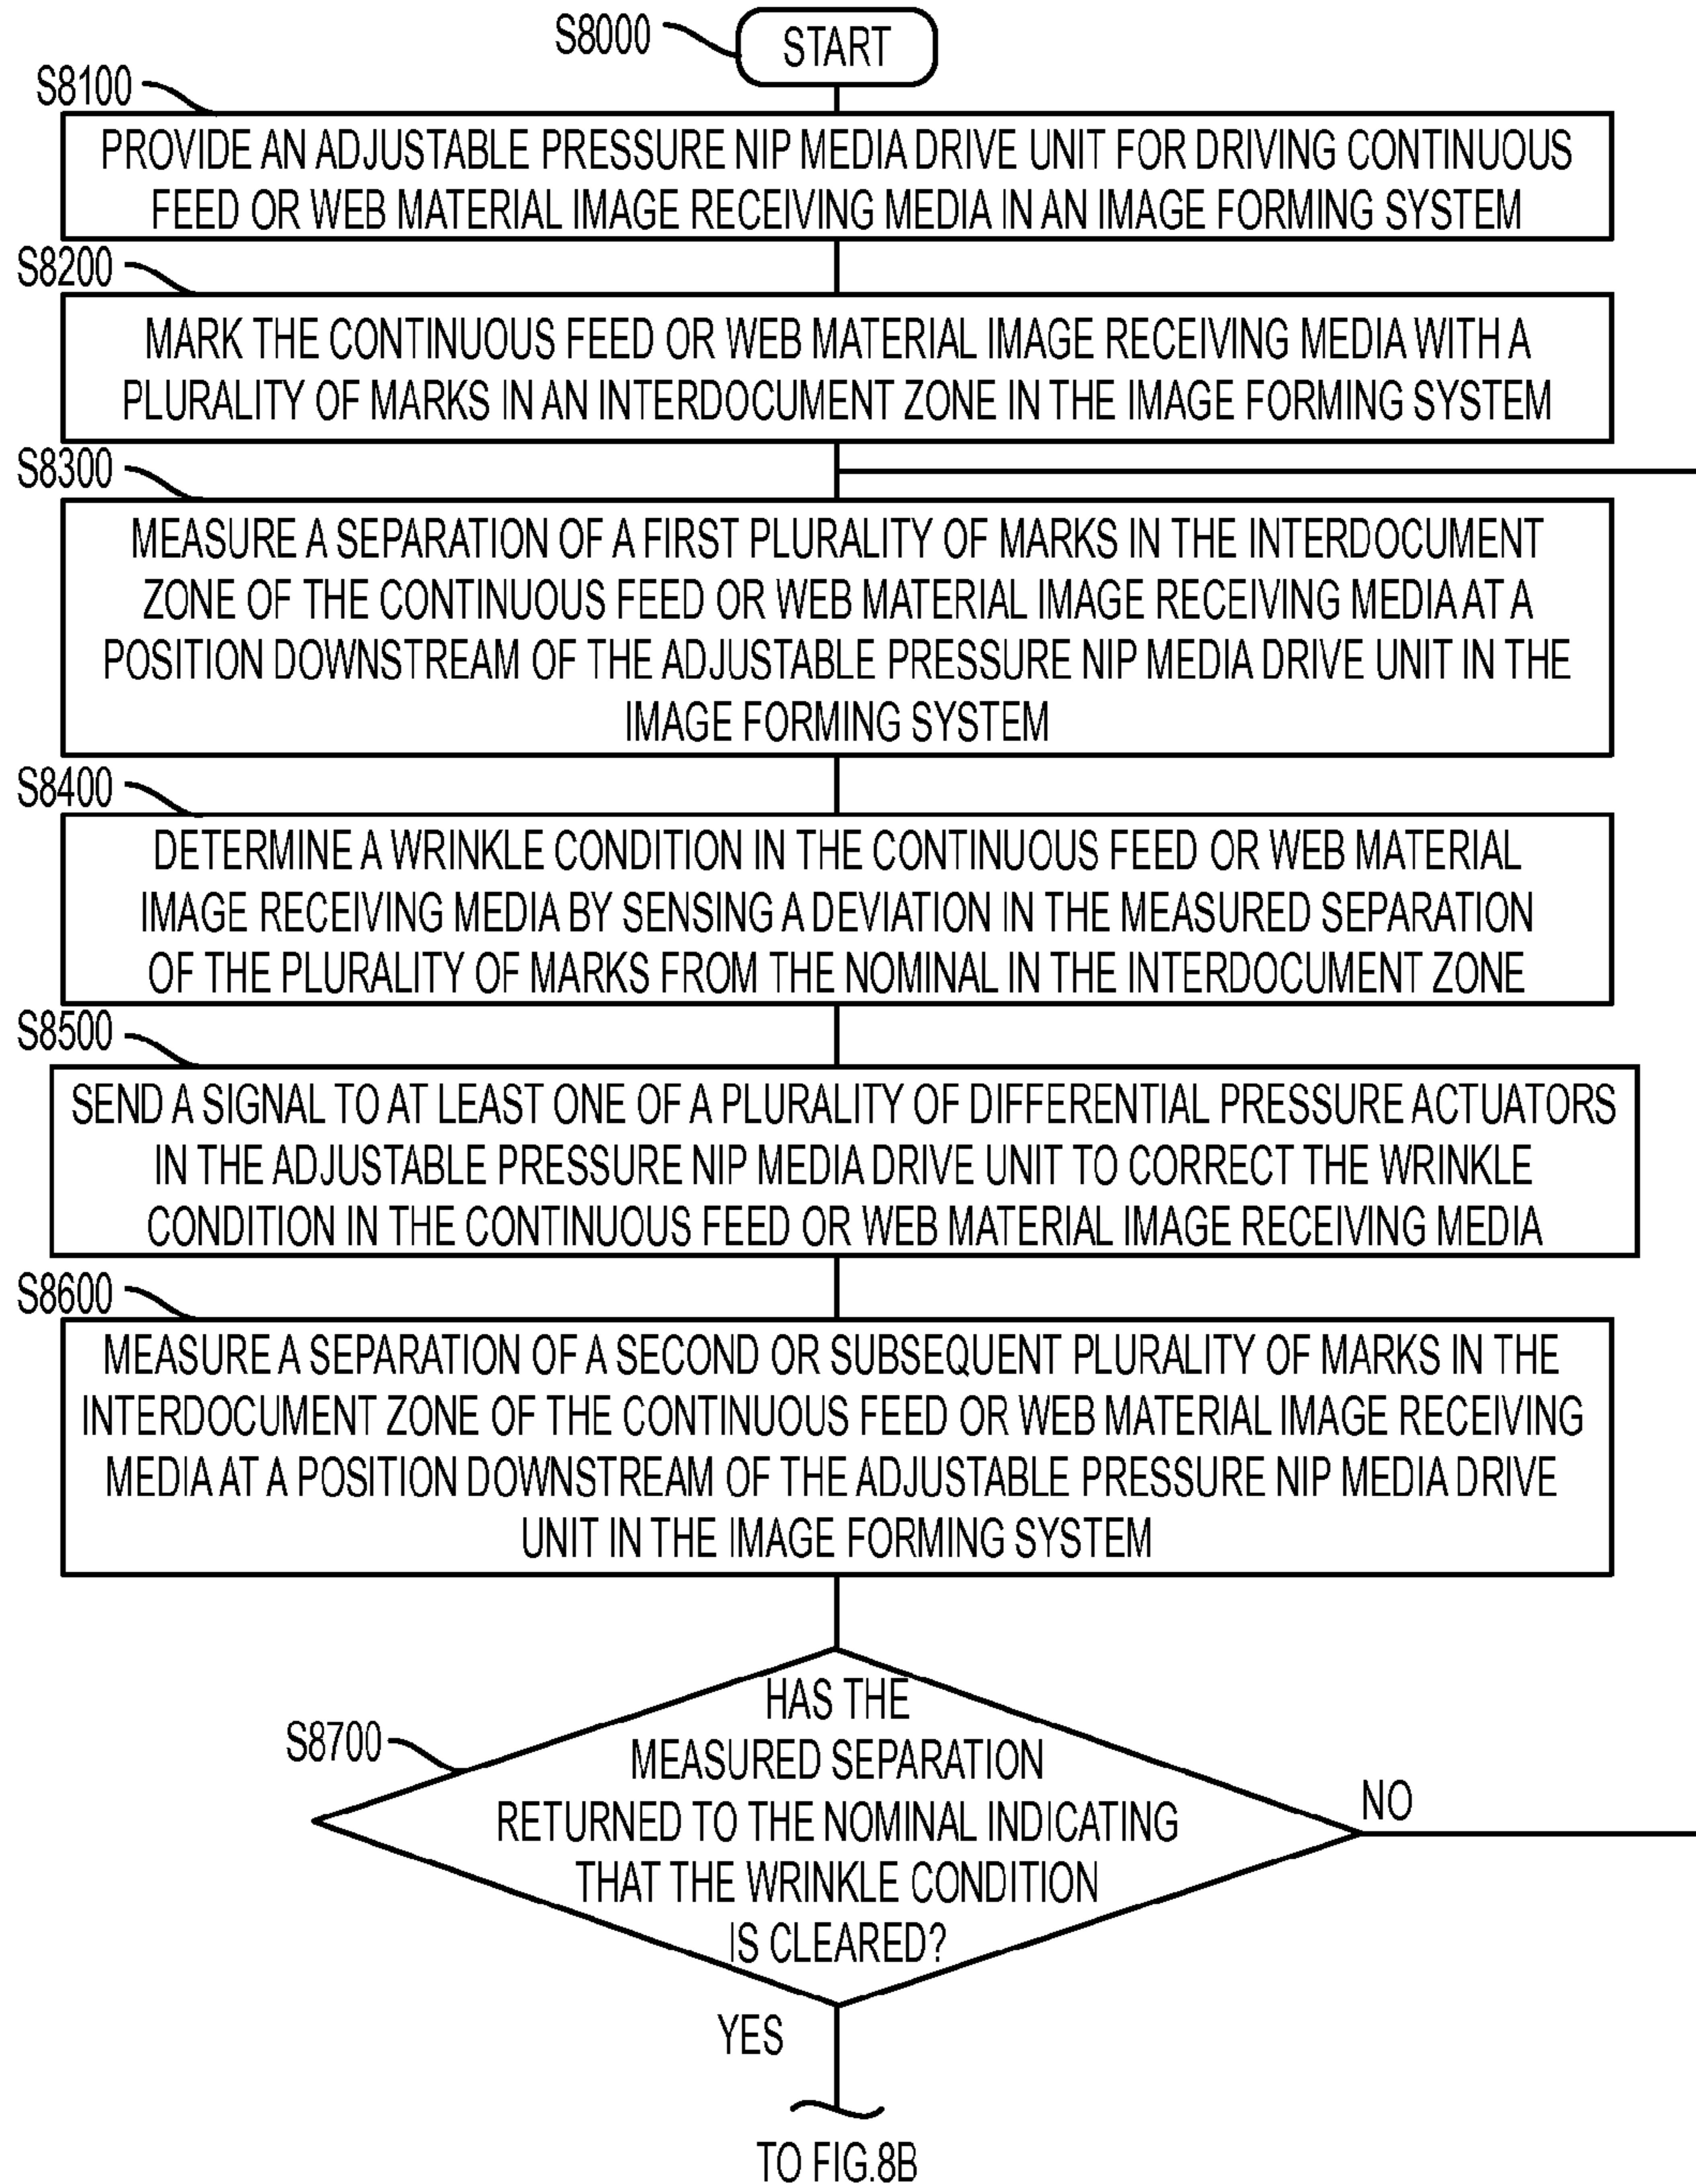 S8000
START
S8100
PROVIDE AN ADJUSTABLE PRESSURE NIP MEDIA DRIVE UNIT FOR DRIVING CONTINUOUS
FEED OR WEB MATERIAL IMAGE RECEIVING MEDIA IN AN IMAGE FORMING SYSTEM
S8200
MARK THE CONTINUOUS FEED OR WEB MATERIAL IMAGE RECEIVING MEDIA WITH A
PLURALITY OF MARKS IN AN INTERDOCUMENT ZONE IN THE IMAGE FORMING SYSTEM
S8300
MEASURE A SEPARATION OF A FIRST PLURALITY OF MARKS IN THE INTERDOCUMENT
ZONE OF THE CONTINUOUS FEED OR WEB MATERIAL IMAGE RECEIVING MEDIA AT A
POSITION DOWNSTREAM OF THE ADJUSTABLE PRESSURE NIP MEDIA DRIVE UNIT IN THE
IMAGE FORMING SYSTEM
S8400
DETERMINE A WRINKLE CONDITION IN THE CONTINUOUS FEED OR WEB MATERIAL
IMAGE RECEIVING MEDIA BY SENSING A DEVIATION IN THE MEASURED SEPARATION
OF THE PLURALITY OF MARKS FROM THE NOMINAL IN THE INTERDOCUMENT ZONE
S8500
SEND A SIGNAL TO AT LEAST ONE OF A PLURALITY OF DIFFERENTIAL PRESSURE ACTUATORS
IN THE ADJUSTABLE PRESSURE NIP MEDIA DRIVE UNIT TO CORRECT THE WRINKLE
CONDITION IN THE CONTINUOUS FEED OR WEB MATERIAL IMAGE RECEIVING MEDIA
S8600
MEASURE A SEPARATION OF A SECOND OR SUBSEQUENT PLURALITY OF MARKS IN THE
INTERDOCUMENT ZONE OF THE CONTINUOUS FEED OR WEB MATERIAL IMAGE RECEIVING
MEDIA AT A POSITION DOWNSTREAM OF THE ADJUSTABLE PRESSURE NIP MEDIA DRIVE
UNIT IN THE IMAGE FORMING SYSTEM
S8700
HAS THE
MEASURED SEPARATION
RETURNED TO THE NOMINAL INDICATING
THAT THE WRINKLE CONDITION
IS CLEARED?
NO
YES
TO FIG.8B